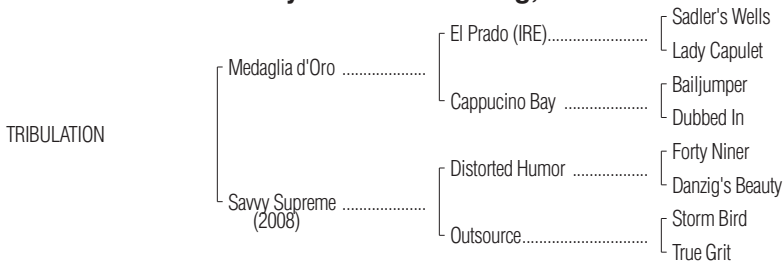 Sadler's Wells
El Prado (IRE)......................
Lady Capulet
Medaglia d'Oro ....................
Bailjumper
Cappucino Bay ....................
Dubbed In
TRIBULATION
Forty Niner
Distorted Humor ..................
Danzig's Beauty
Savvy Supreme ....................
(2008)
Storm Bird
Outsource............................
True Grit